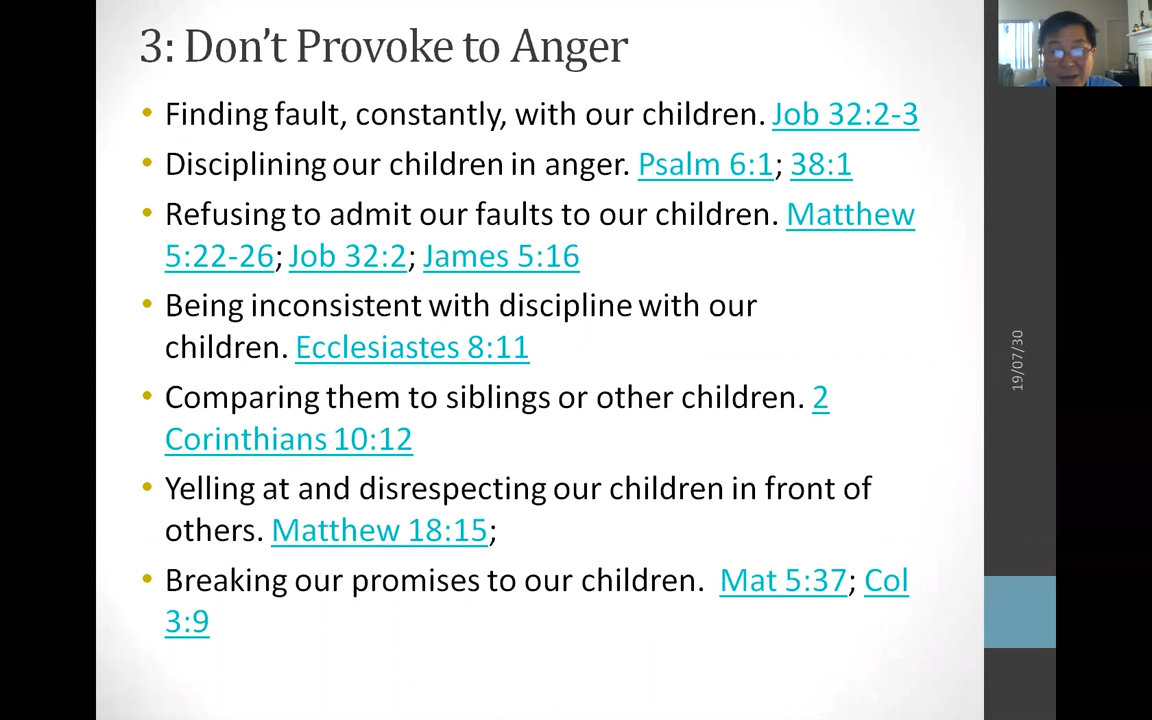 3: Don't Provoke to Anger
• Finding fault, constantly, with our children. Job 32:2-3
• Disciplining our children in anger. Psalm 6:1; 38:1
• Refusing to admit our faults to our children. Matthew
5:22-26; Job 32:2; James 5:16
• Being inconsistent with discipline with our
children. Ecclesiastes 8:11
• Comparing them to siblings or other children. 2
Corinthians 10:12
• Yelling at and disrespecting our children in front of
others. Matthew 18:15;
• Breaking our promises to our children.  Mat 5:37; Col
3:9
19/07/30